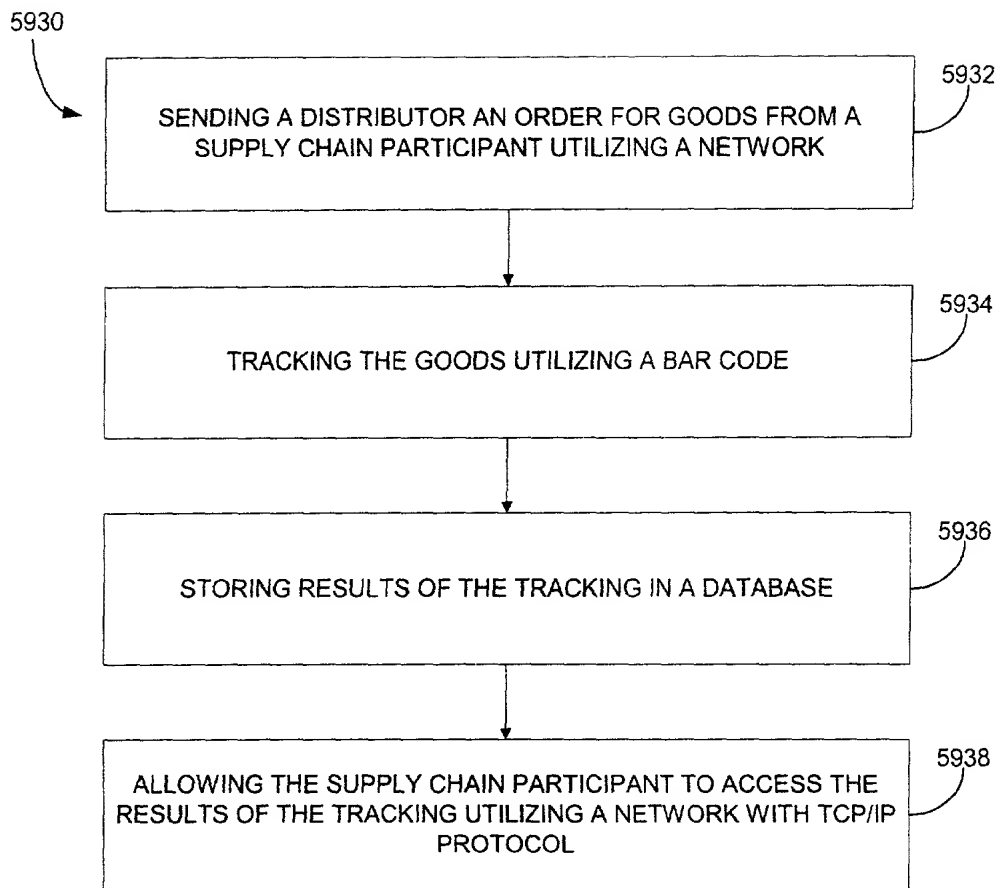 5930
5932
SENDING A DISTRIBUTOR AN ORDER FOR GOODS FROM A
SUPPLY CHAIN PARTICIPANT UTILIZING A NETWORK
5934
TRACKING THE GOODS UTILIZING A BAR CODE
5936
STORING RESULTS OF THE TRACKING IN A DATABASE
5938
ALLOWING THE SUPPLY CHAIN PARTICIPANT TO ACCESS THE
RESULTS OF THE TRACKING UTILIZING A NETWORK WITH TCP/IP
PROTOCOL